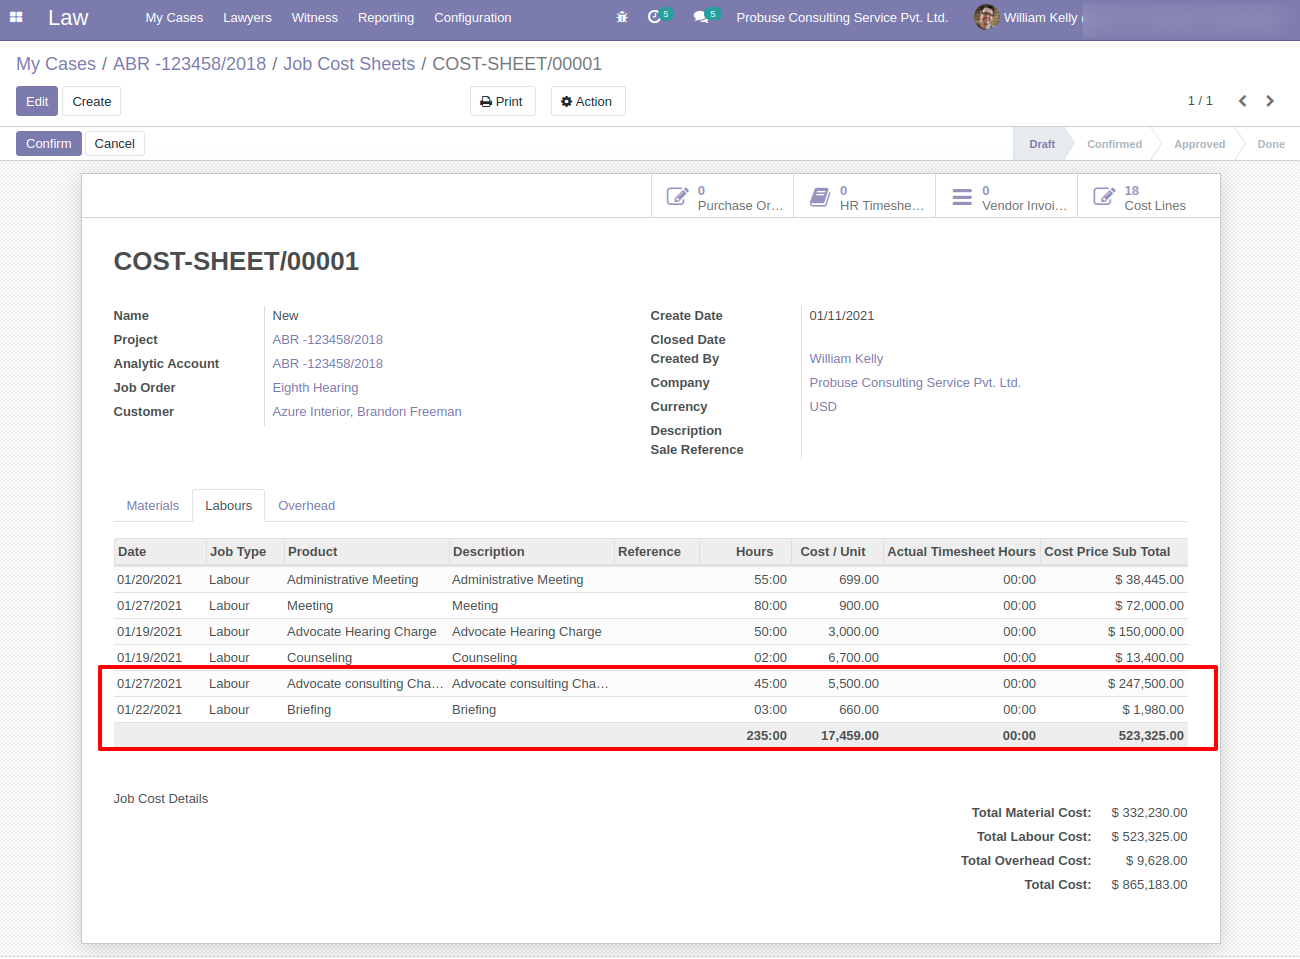 Law My Cases Lawyers Witness Reporting Configuration 5 5 Probuse Consulting Service Pvt. Ltd. William Kelly (
My Cases / ABR -123458/2018 / Job Cost Sheets / COST-SHEET/00001
Edit Create Print Action 1 / 1
Confirm Cancel Draft Confirmed Approved Done
0 0 0 18
Purchase Or… HR Timeshe… Vendor Invoi… Cost Lines
COST-SHEET/00001
Name New Create Date 01/11/2021
Project ABR -123458/2018 Closed Date
Analytic Account ABR -123458/2018 Created By William Kelly
Job Order Eighth Hearing Company Probuse Consulting Service Pvt. Ltd.
Customer Azure Interior, Brandon Freeman Currency USD
Description
Sale Reference
Materials Labours Overhead
Date Job Type Product Description Reference Hours Cost / Unit Actual Timesheet Hours Cost Price Sub Total
01/20/2021 Labour Administrative Meeting Administrative Meeting 55:00 699.00 00:00 $ 38,445.00
01/27/2021 Labour Meeting Meeting 80:00 900.00 00:00 $ 72,000.00
01/19/2021 Labour Advocate Hearing Charge Advocate Hearing Charge 50:00 3,000.00 00:00 $ 150,000.00
01/19/2021 Labour Counseling Counseling 02:00 6,700.00 00:00 $ 13,400.00
01/27/2021 Labour Advocate consulting Cha… Advocate consulting Cha… 45:00 5,500.00 00:00 $ 247,500.00
01/22/2021 Labour Briefing Briefing 03:00 660.00 00:00 $ 1,980.00
235:00 17,459.00 00:00 523,325.00
Job Cost Details
Total Material Cost: $ 332,230.00
Total Labour Cost: $ 523,325.00
Total Overhead Cost: $ 9,628.00
Total Cost: $ 865,183.00